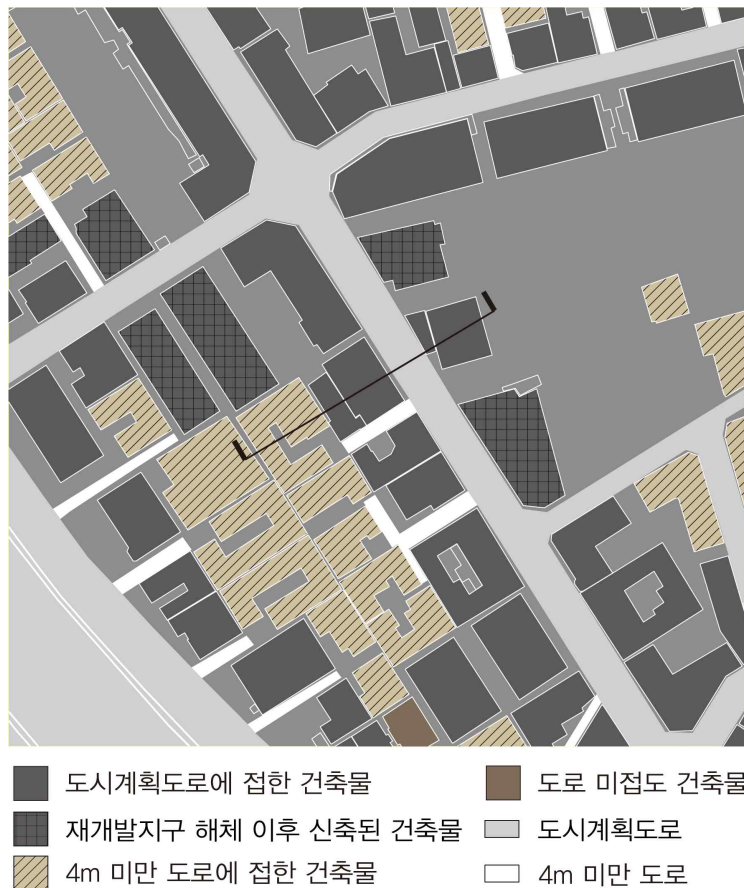 도시계획도로에 접한 건축물
도로 미접도 건축물
재개발지구 해체 이후 신축된 건축물
도시계획도로
4m 미만 도로에 접한 건축물
4m 미만 도로